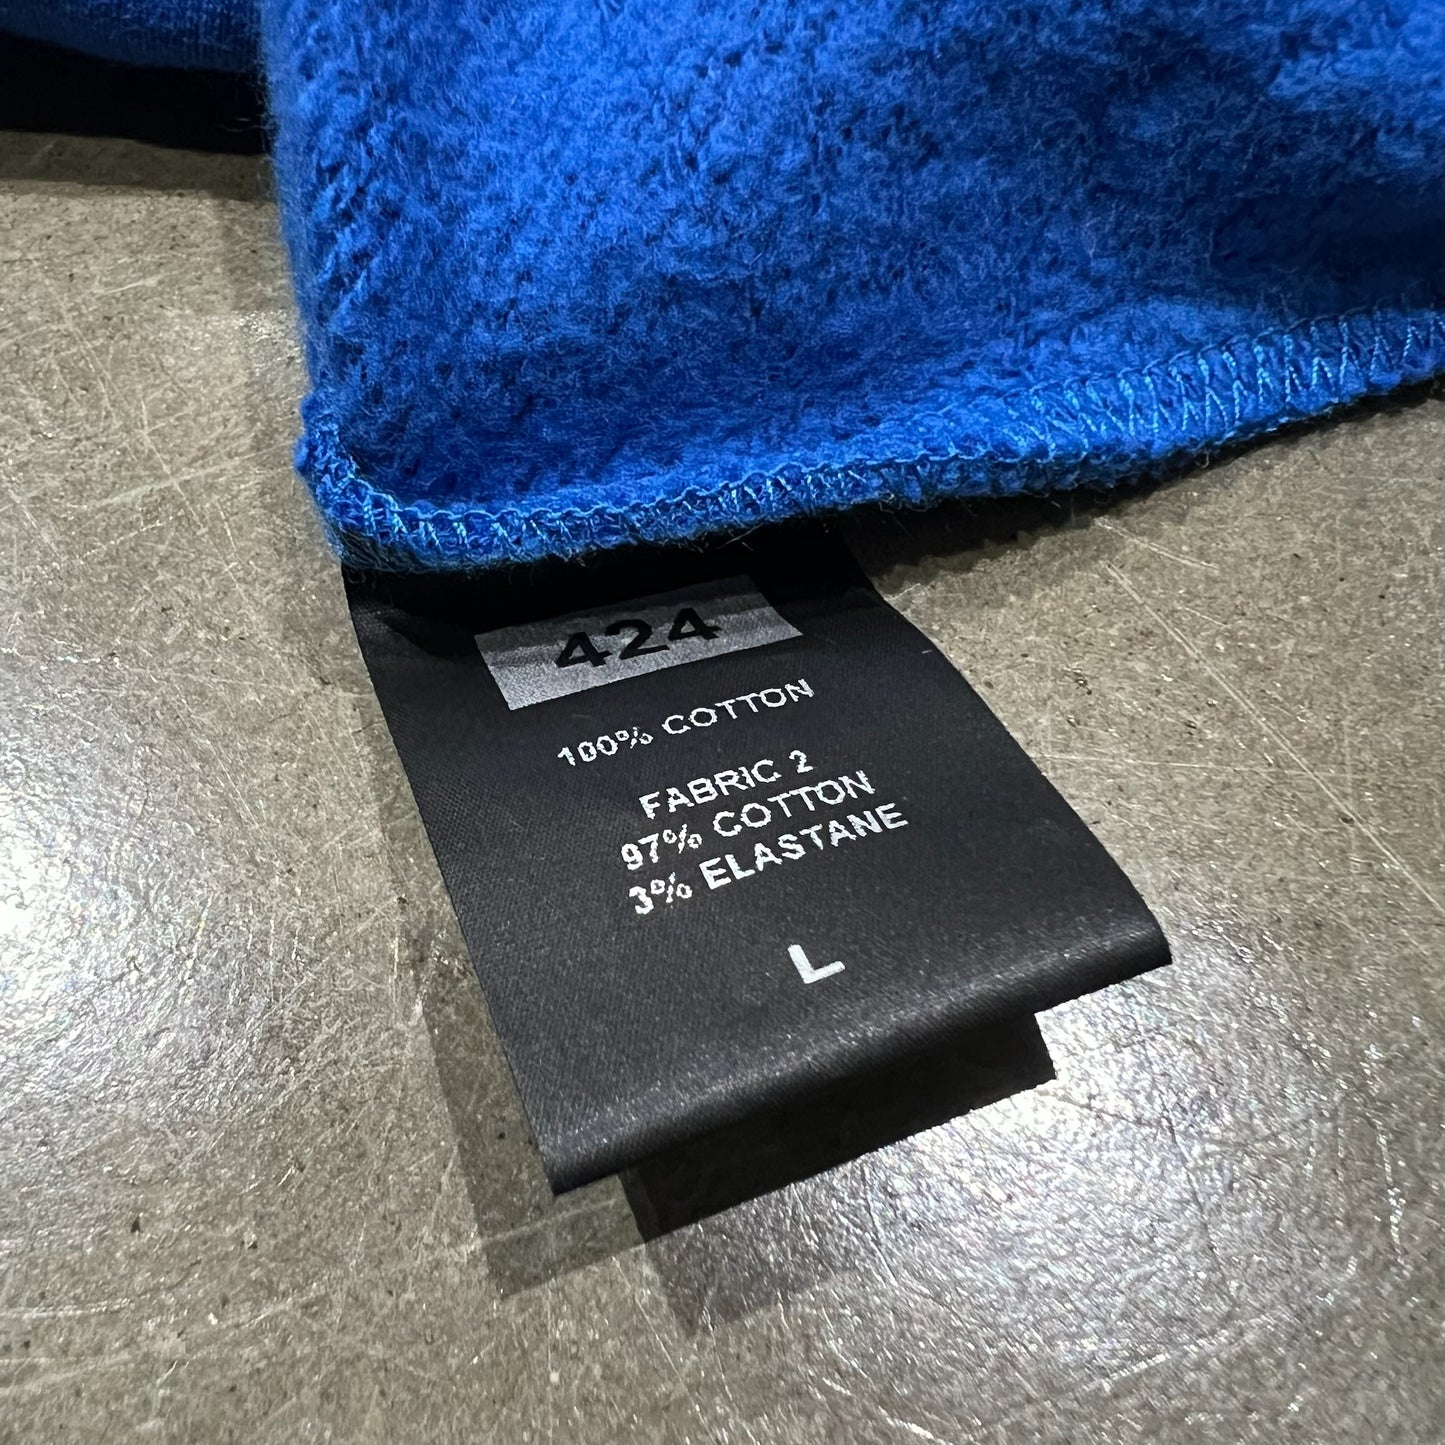 424
100% COTTON
FABRIC 2
97% COTTON
3% ELASTANE
L